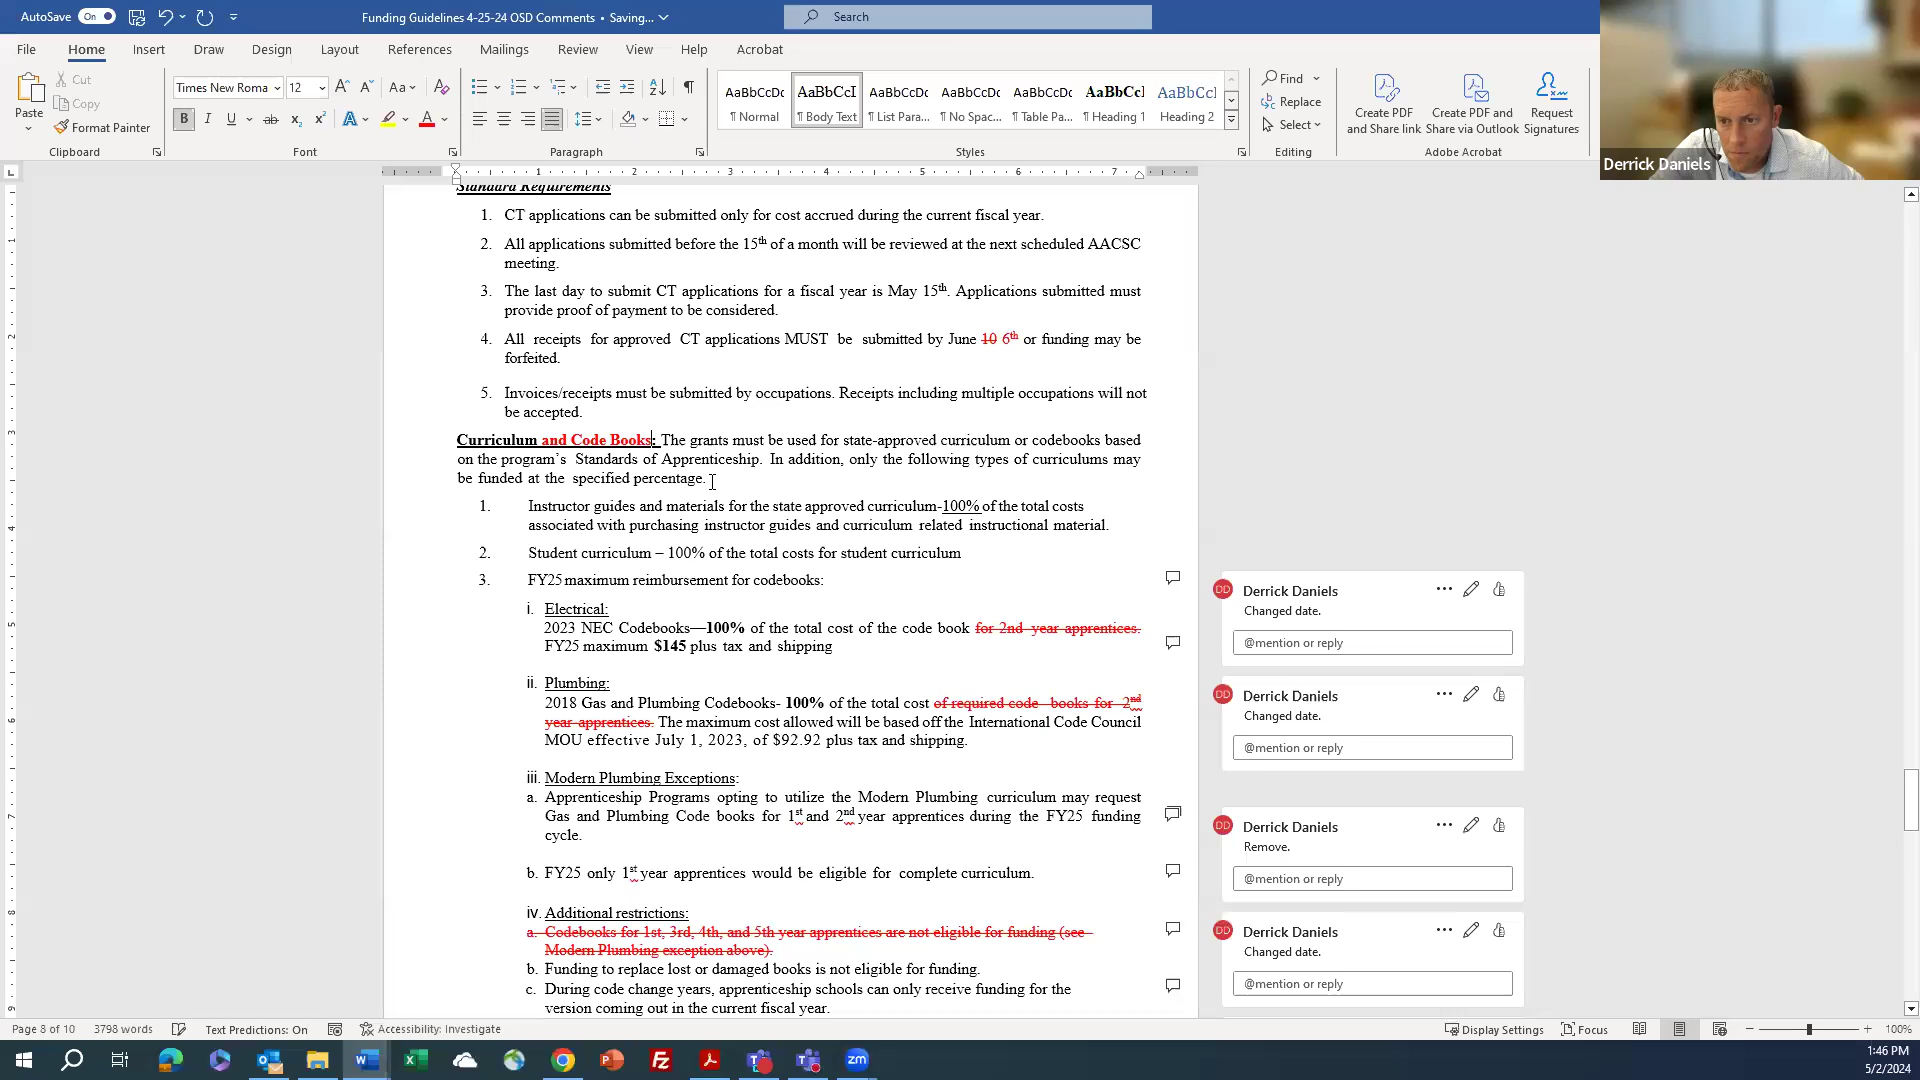 AutoSave On Funding Guidelines 4-25-24 OSD Comments • Saving... Search
File Home Insert Draw Design Layout References Mailings Review View Help Acrobat
Paste Cut Copy Format Painter
Times New Roma 12 Aa
AaBbCcDc AaBbCcI AaBbCcDc AaBbCcDc AaBbCcDc AaBbCcI AaBbCcI
¶ Normal ¶ Body Text ¶ List Para... ¶ No Spac... ¶ Table Pa... ¶ Heading 1 Heading 2
Find Replace Select
Create PDF and Share link Create PDF and Share via Outlook Request Signatures
Clipboard Font Paragraph Styles Editing Adobe Acrobat
Derrick Daniels
Standard Requirements
1. CT applications can be submitted only for cost accrued during the current fiscal year.
2. All applications submitted before the 15th of a month will be reviewed at the next scheduled AACSC
meeting.
3. The last day to submit CT applications for a fiscal year is May 15th. Applications submitted must
provide proof of payment to be considered.
4. All receipts for approved CT applications MUST be submitted by June 10 6th or funding may be
forfeited.
5. Invoices/receipts must be submitted by occupations. Receipts including multiple occupations will not
be accepted.
Curriculum and Code Books: The grants must be used for state-approved curriculum or codebooks based
on the program’s Standards of Apprenticeship. In addition, only the following types of curriculums may
be funded at the specified percentage.
1. Instructor guides and materials for the state approved curriculum-100% of the total costs
associated with purchasing instructor guides and curriculum related instructional material.
2. Student curriculum – 100% of the total costs for student curriculum
3. FY25 maximum reimbursement for codebooks:
i. Electrical:
2023 NEC Codebooks—100% of the total cost of the code book for 2nd year apprentices.
FY25 maximum $145 plus tax and shipping
ii. Plumbing:
2018 Gas and Plumbing Codebooks- 100% of the total cost of required code books for 2nd
year apprentices. The maximum cost allowed will be based off the International Code Council
MOU effective July 1, 2023, of $92.92 plus tax and shipping.
iii. Modern Plumbing Exceptions:
a. Apprenticeship Programs opting to utilize the Modern Plumbing curriculum may request
Gas and Plumbing Code books for 1st and 2nd year apprentices during the FY25 funding
cycle.
b. FY25 only 1st year apprentices would be eligible for complete curriculum.
iv. Additional restrictions:
a. Codebooks for 1st, 3rd, 4th, and 5th year apprentices are not eligible for funding (see
Modern Plumbing exception above).
b. Funding to replace lost or damaged books is not eligible for funding.
c. During code change years, apprenticeship schools can only receive funding for the
version coming out in the current fiscal year.
DD Derrick Daniels
Changed date.
@mention or reply
DD Derrick Daniels
Changed date.
@mention or reply
DD Derrick Daniels
Remove.
@mention or reply
DD Derrick Daniels
Changed date.
@mention or reply
Page 8 of 10 3798 words Text Predictions: On Accessibility: Investigate Display Settings Focus 100%
1:46 PM
5/2/2024